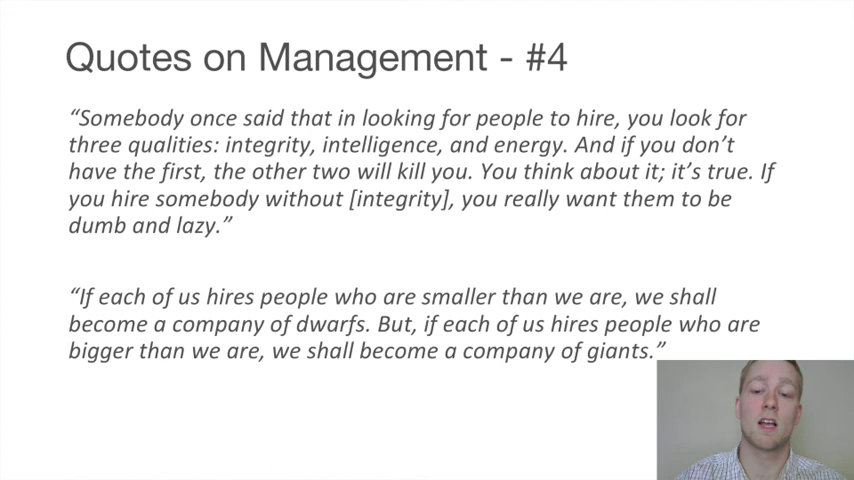 Quotes on Management - #4
“Somebody once said that in looking for people to hire, you look for
three qualities: integrity, intelligence, and energy. And if you don’t
have the first, the other two will kill you. You think about it; it’s true. If
you hire somebody without [integrity], you really want them to be
dumb and lazy.”
“If each of us hires people who are smaller than we are, we shall
become a company of dwarfs. But, if each of us hires people who are
bigger than we are, we shall become a company of giants.”